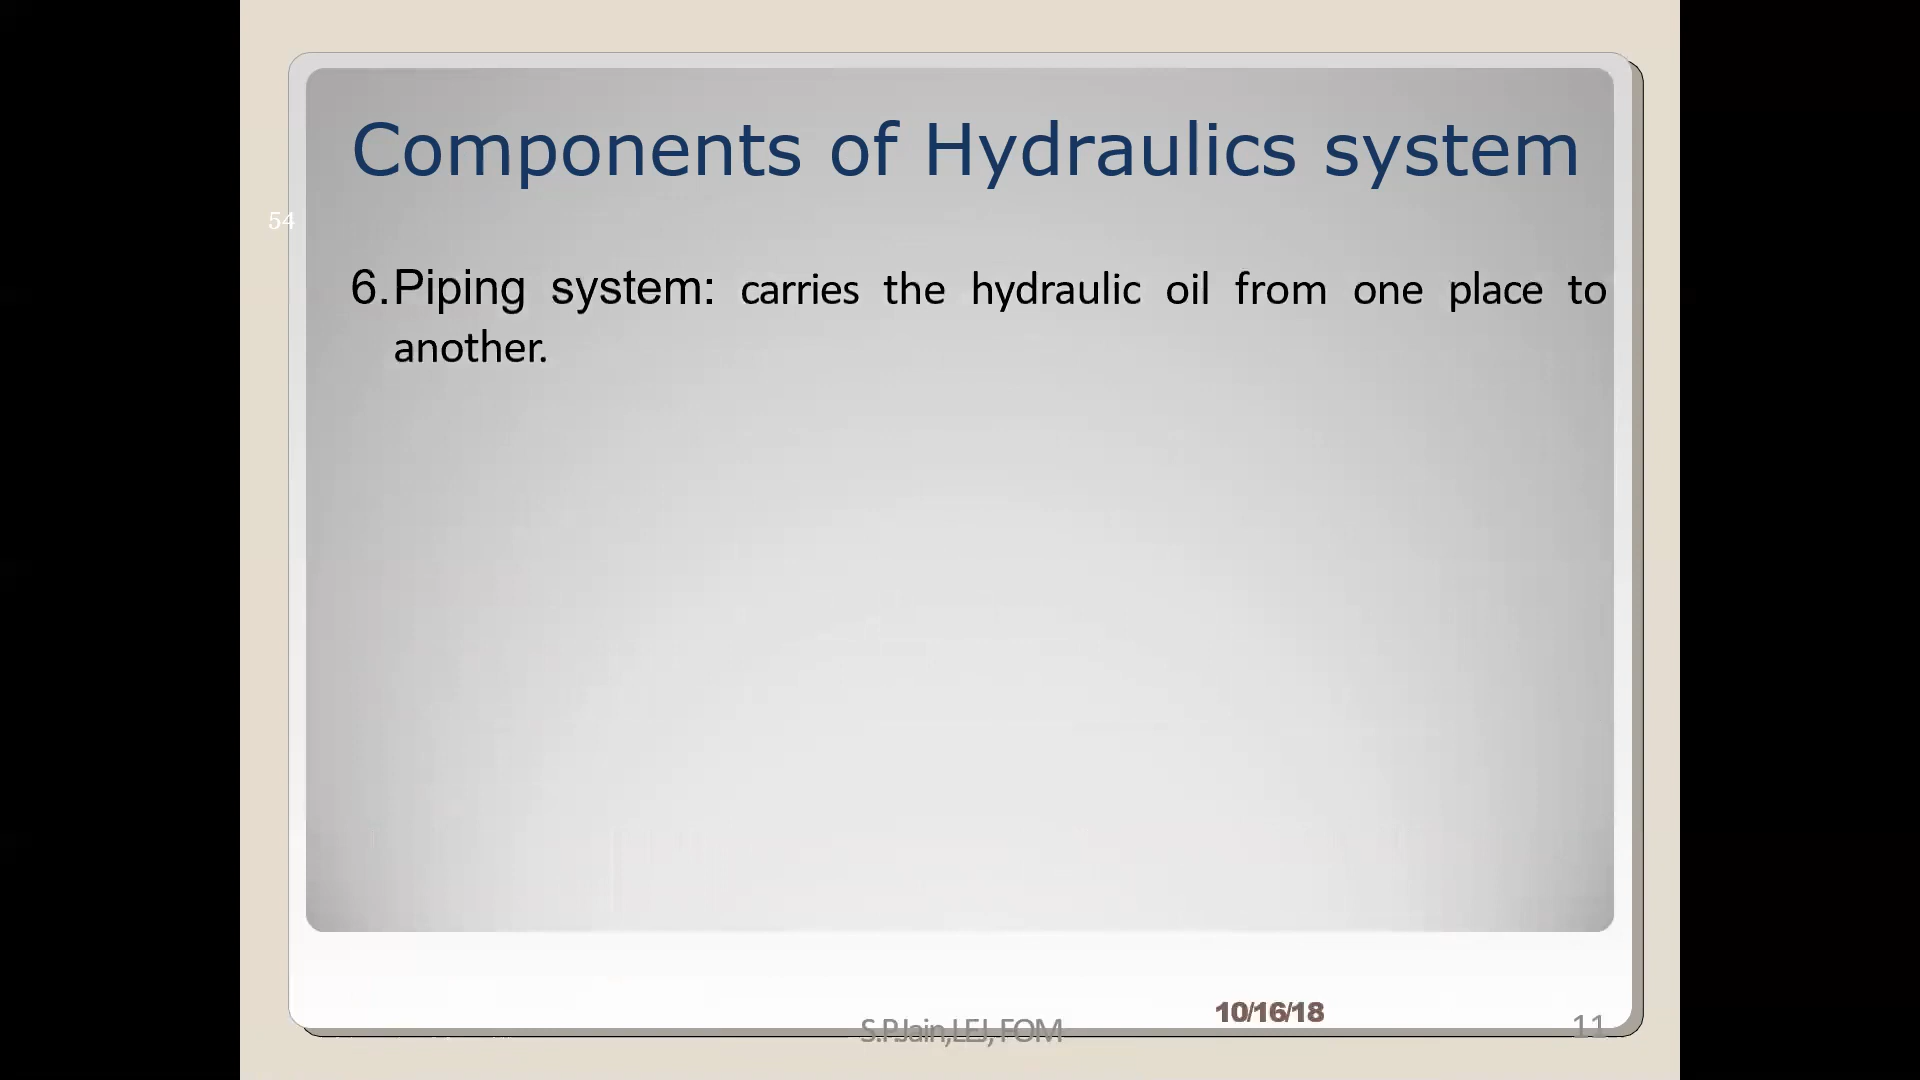 Components of Hydraulics system
54
6.Piping system: carries the hydraulic oil from one place to
another.
10/16/18
S.P.Jain,LEJ, FOM
11